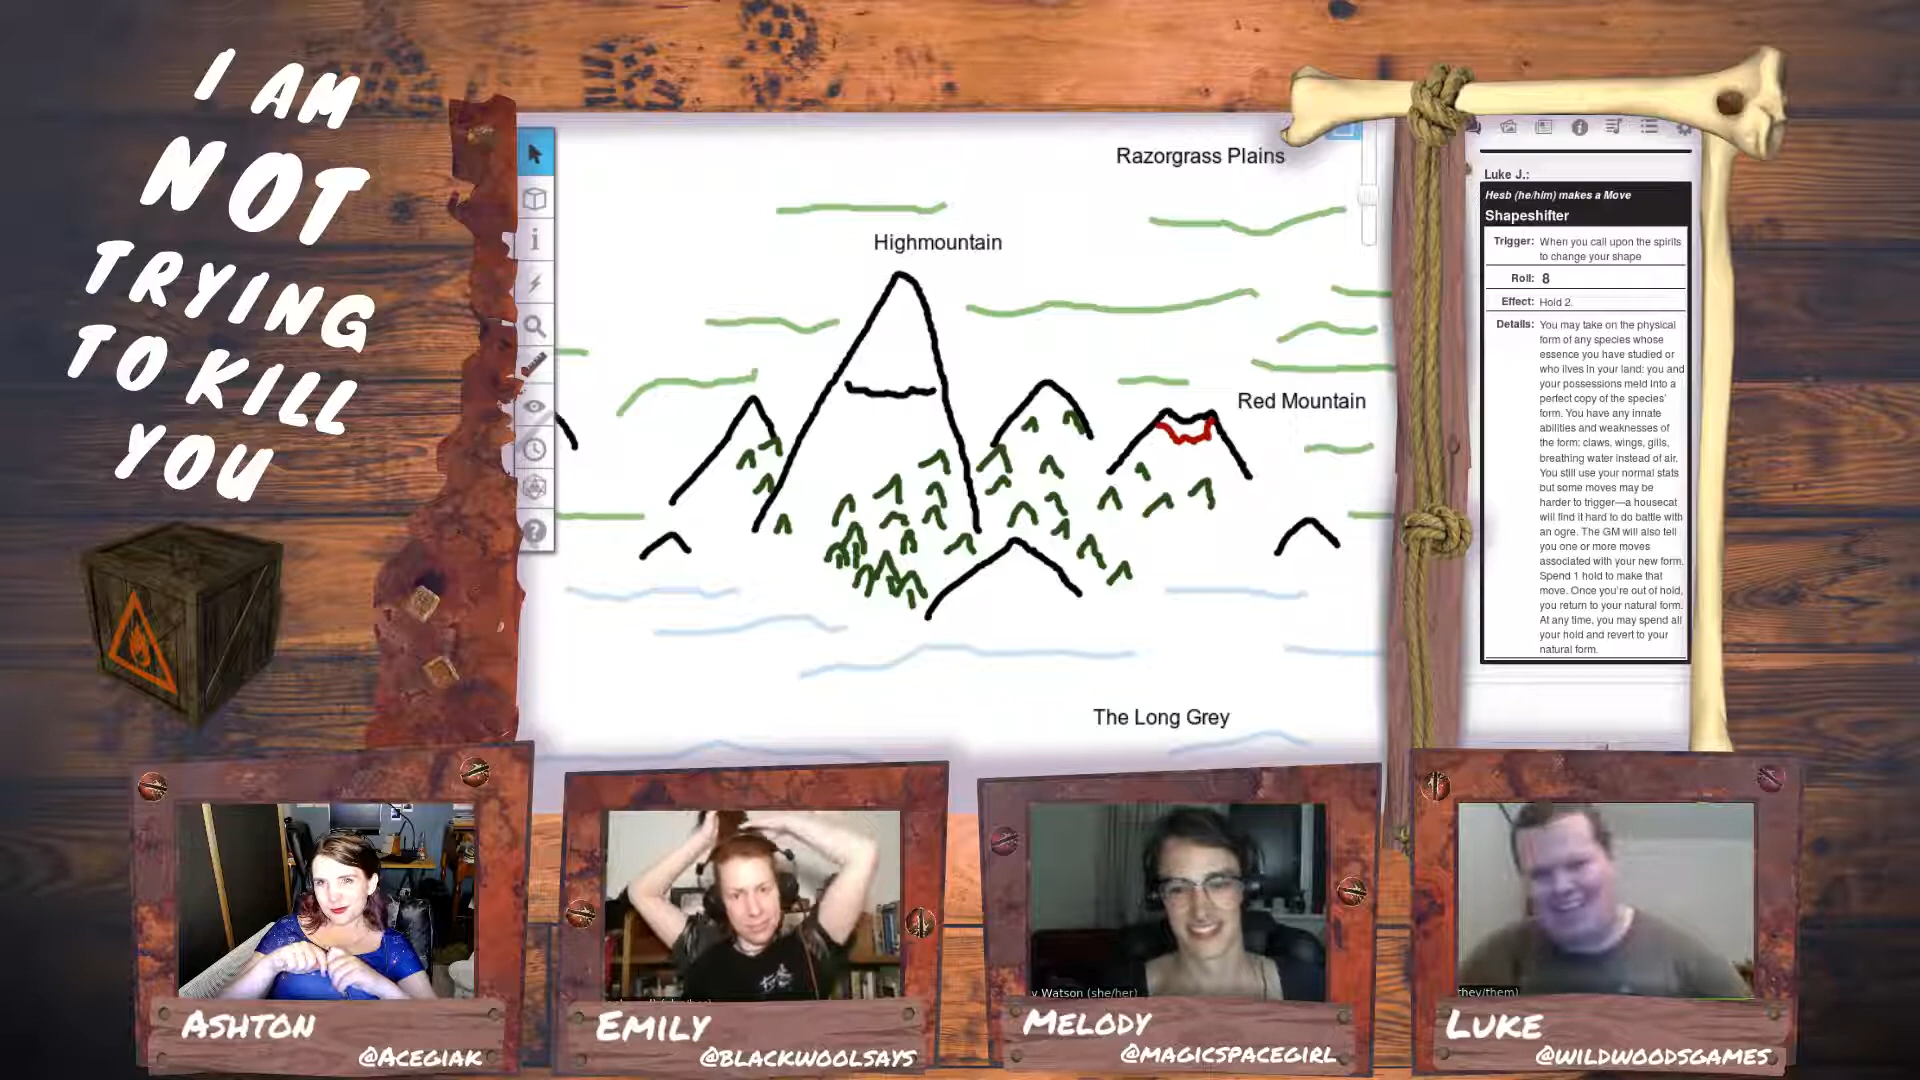 I AM
NOT
TRYING
TO KILL
YOU
Razorgrass Plains
Highmountain
Red Mountain
The Long Grey
Luke J.:
Hesb (he/him) makes a Move
Shapeshifter
Trigger: When you call upon the spirits
to change your shape
Roll: 8
Effect: Hold 2.
Details: You may take on the physical
form of any species whose
essence you have studied or
who lives in your land: you and
your possessions meld into a
perfect copy of the species'
form. You have any innate
abilities and weaknesses of
the form: claws, wings, gills,
breathing water instead of air.
You still use your normal stats
but some moves may be
harder to trigger—a housecat
will find it hard to do battle with
an ogre. The GM will also tell
you one or more moves
associated with your new form.
Spend 1 hold to make that
move. Once you're out of hold,
you return to your natural form.
At any time, you may spend all
your hold and revert to your
natural form.
y Watson (she/her)
they/them)
ASHTON
@ACEGIAK
EMILY
@BLACKWOOLSAYS
MELODY
@MAGICSPACEGIRL
LUKE
@WILDWOODSGAMES